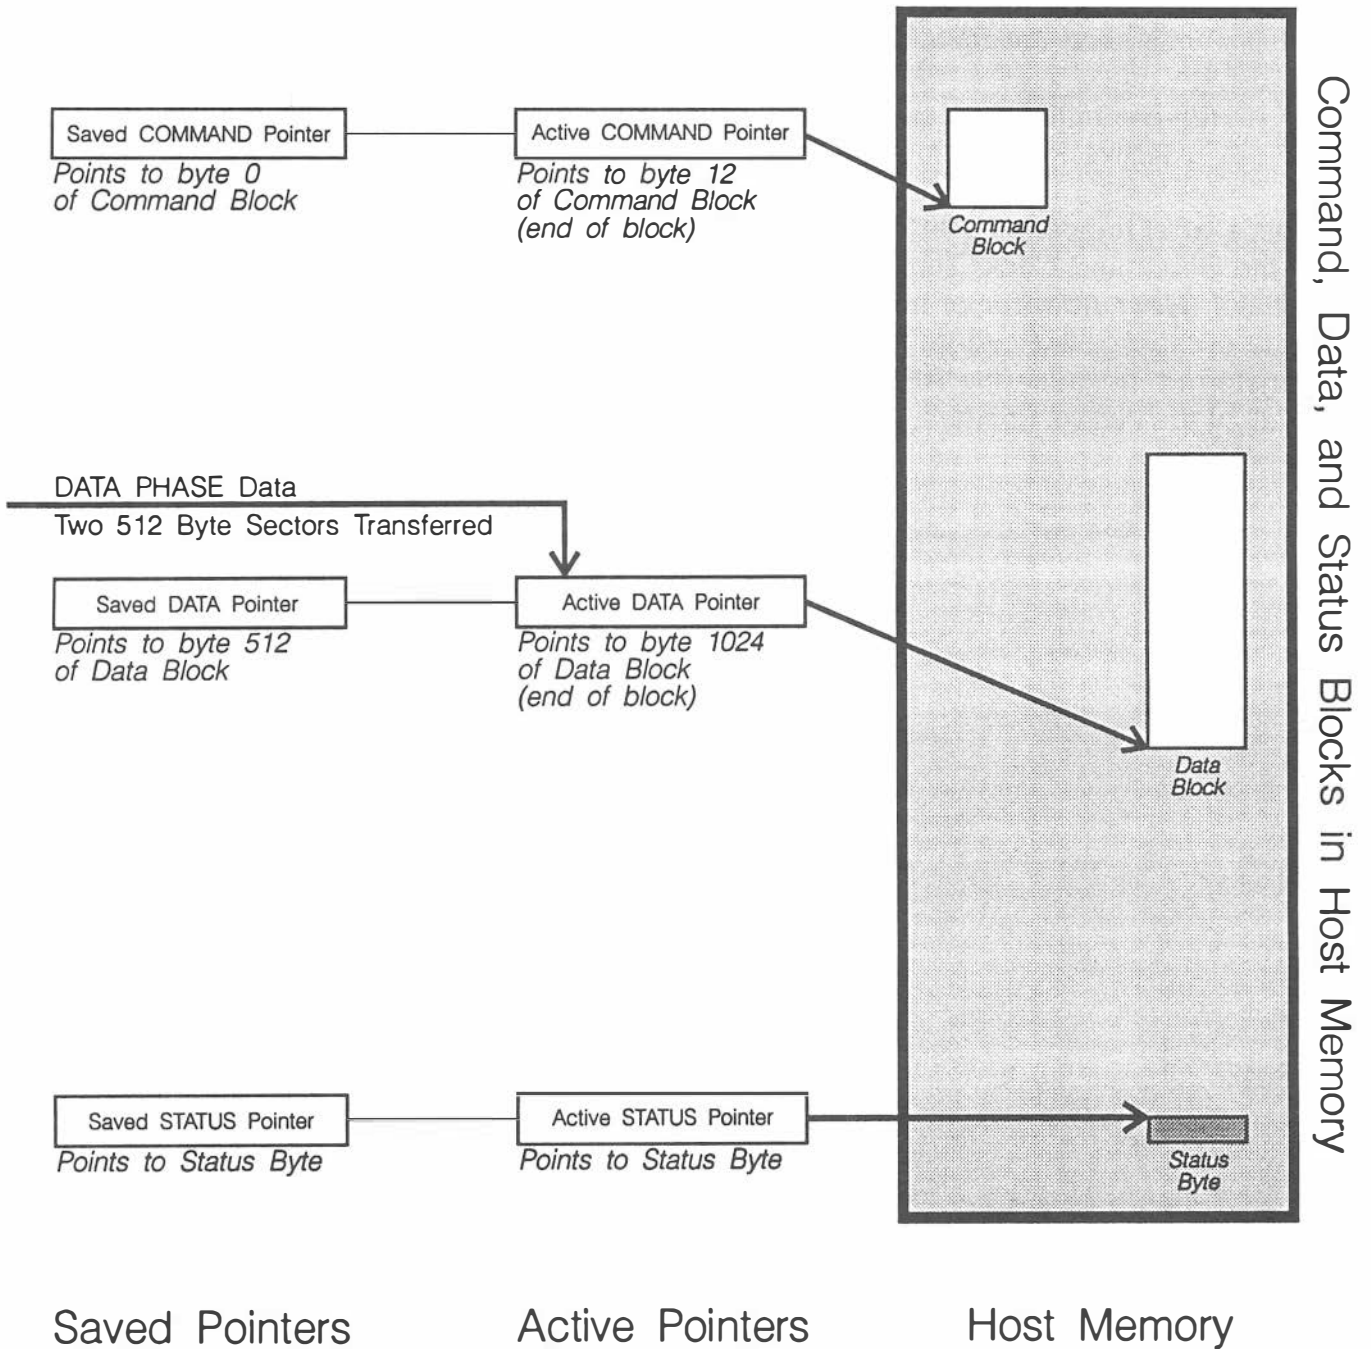 Saved COMMAND Pointer
Points to byte 0
of Command Block
Active COMMAND Pointer
Points to byte 12
of Command Block
(end of block)
Command
Block
DATA PHASE Data
Two 512 Byte Sectors Transferred
Saved DATA Pointer
Points to byte 512
of Data Block
Active DATA Pointer
Points to byte 1024
of Data Block
(end of block)
Data
Block
Saved STATUS Pointer
Points to Status Byte
Active STATUS Pointer
Points to Status Byte
Status
Byte
Command, Data, and Status Blocks in Host Memory
Saved Pointers
Active Pointers
Host Memory